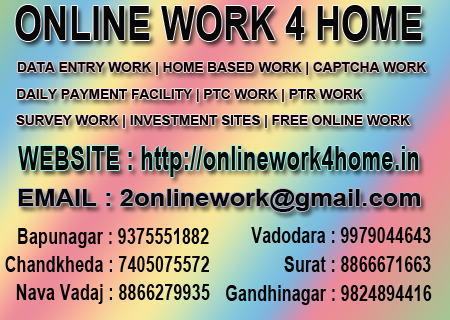 ONLINE WORK 4 HOME
DATA ENTRY WORK | HOME BASED WORK | CAPTCHA WORK
DAILY PAYMENT FACILITY | PTC WORK | PTR WORK
SURVEY WORK | INVESTMENT SITES | FREE ONLINE WORK
WEBSITE : http://onlinework4home.in
EMAIL : 2onlinework@gmail.com
Bapunagar : 9375551882 Vadodara : 9979044643
Chandkheda : 7405075572 Surat : 8866671663
Nava Vadaj : 8866279935 Gandhinagar : 9824894416